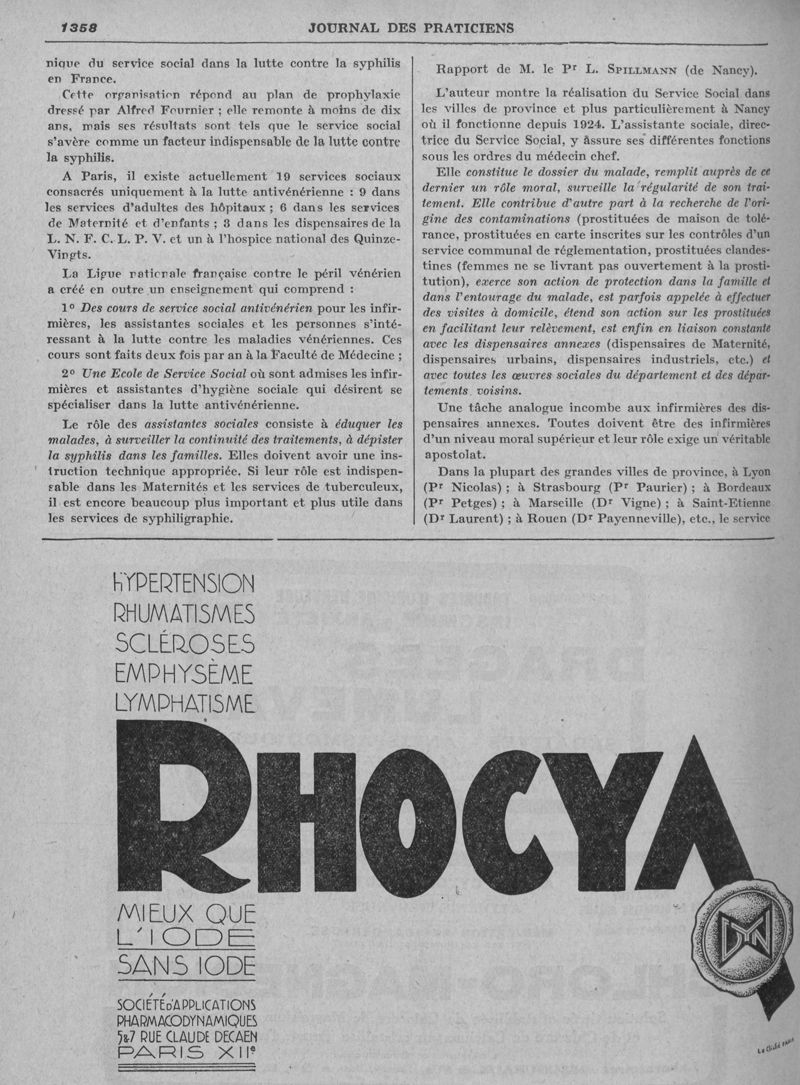 1358
JOURNAL DES PRATICIENS
nique du service social dans la lutte contre la syphilis
en France.
Cette organisation répond au plan de prophylaxie
dressé par Alfred Fournier ; elle remonte à moins de dix
ans, mais ses résultats sont tels que le service social
s'avère comme un facteur indispensable de la lutte contre
la syphilis.
A Paris, il existe actuellement 19 services sociaux
consacrés uniquement à la lutte antivénérienne : 9 dans
les services d'adultes des hôpitaux ; 6 dans les services
de Maternité et d'enfants ; 3 dans les dispensaires de la
L. N. F. C. L. P. V. et un à l'hospice national des Quinze-
Vingts.
La Ligue nationale française contre le péril vénérien
a créé en outre un enseignement qui comprend :
1º Des cours de service social antivénérien pour les infir-
mières, les assistantes sociales et les personnes s'inté-
ressant à la lutte contre les maladies vénériennes. Ces
cours sont faits deux fois par an à la Faculté de Médecine ;
2º Une Ecole de Service Social où sont admises les infir-
mières et assistantes d'hygiène sociale qui désirent se
spécialiser dans la lutte antivénérienne.
Le rôle des assistantes sociales consiste à éduquer les
malades, à surveiller la continuité des traitements, à dépister
la syphilis dans les familles. Elles doivent avoir une ins-
truction technique appropriée. Si leur rôle est indispen-
sable dans les Maternités et les services de tuberculeux,
il est encore beaucoup plus important et plus utile dans
les services de syphiligraphie.
Rapport de M. le Pr L. SPILLMANN (de Nancy).
L'auteur montre la réalisation du Service Social dans
les villes de province et plus particulièrement à Nancy
où il fonctionne depuis 1924. L'assistante sociale, direc-
trice du Service Social, y assure ses différentes fonctions
sous les ordres du médecin chef.
Elle constitue le dossier du malade, remplit auprès de ce
dernier un rôle moral, surveille la régularité de son trai-
tement. Elle contribue d'autre part à la recherche de l'ori-
gine des contaminations (prostituées de maison de tolé-
rance, prostituées en carte inscrites sur les contrôles d'un
service communal de réglementation, prostituées clandes-
tines (femmes ne se livrant pas ouvertement à la prosti-
tution), exerce son action de protection dans la famille et
dans l'entourage du malade, est parfois appelée à effectuer
des visites à domicile, étend son action sur les prostituées
en facilitant leur relèvement, est enfin en liaison constante
avec les dispensaires annexes (dispensaires de Maternité,
dispensaires urbains, dispensaires industriels, etc.) et
avec toutes les œuvres sociales du département et des dépar-
tements voisins.
Une tâche analogue incombe aux infirmières des dis-
pensaires annexes. Toutes doivent être des infirmières
d'un niveau moral supérieur et leur rôle exige un véritable
apostolat.
Dans la plupart des grandes villes de province, à Lyon
(Pr Nicolas) ; à Strasbourg (Pr Paurier) ; à Bordeaux
(Pr Petges) ; à Marseille (Dr Vigne) ; à Saint-Etienne
(Dr Laurent) ; à Rouen (Dr Payenneville), etc., le service
HYPERTENSION
RHUMATISMES
SCLÉROSES
EMPHYSÈME
LYMPHATISME
RHOCYA
MIEUX QUE
L'IODE
SANS IODE
DYN
SOCIÉTÉ D'APPLICATIONS
PHARMACODYNAMIQUES
5&7 RUE CLAUDE DECAEN
PARIS XIIe